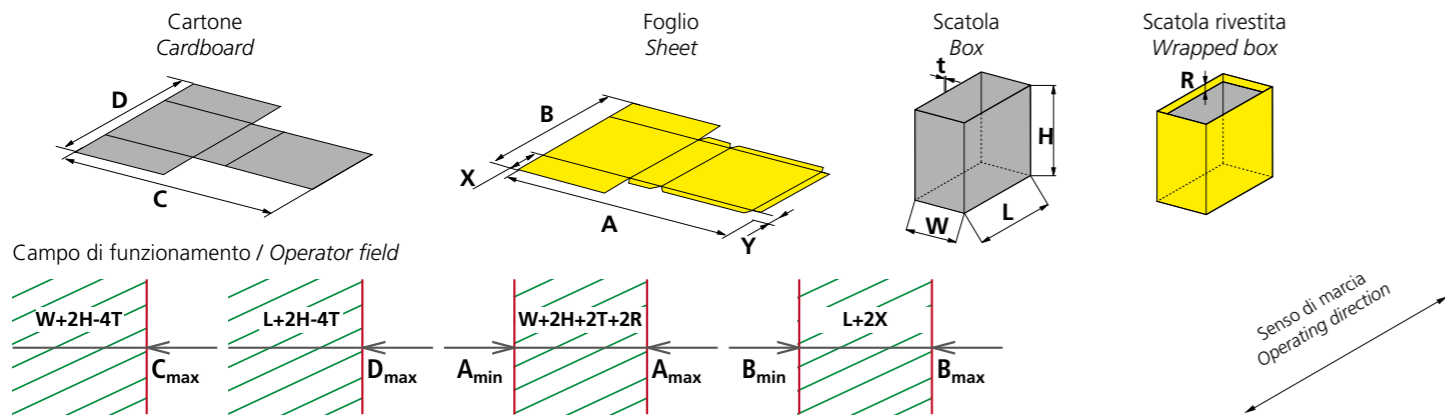 Cartone
Cardboard
Foglio
Sheet
Scatola
Box
Scatola rivestita
Wrapped box
D
C
B
X
A
Y
t
H
W
L
R
Campo di funzionamento / Operator field
W+2H-4T
Cmax
L+2H-4T
Dmax
Amin
W+2H+2T+2R
Amax
Bmin
L+2X
Bmax
Senso di marcia
Operating direction